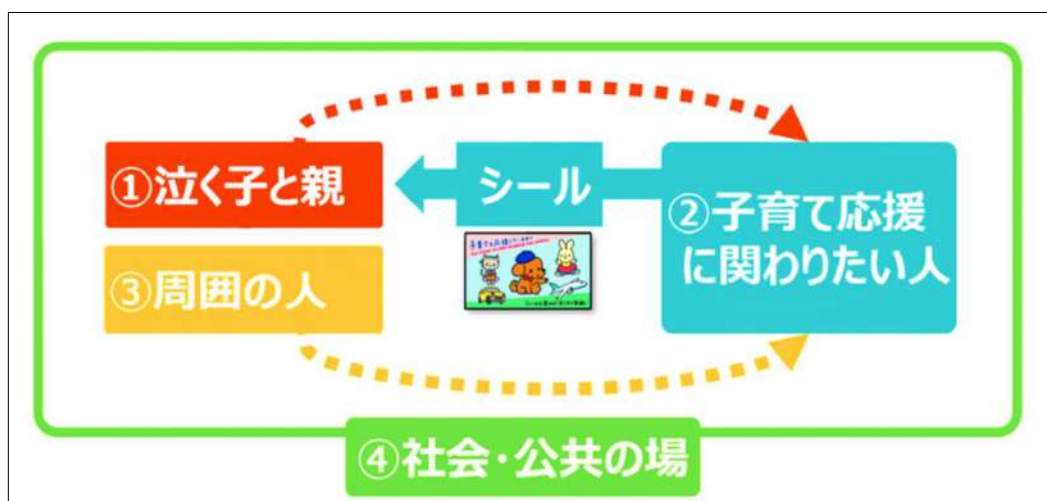 ①泣く子と親
シール
②子育て応援
に関わりたい人
③周囲の人
④社会・公共の場